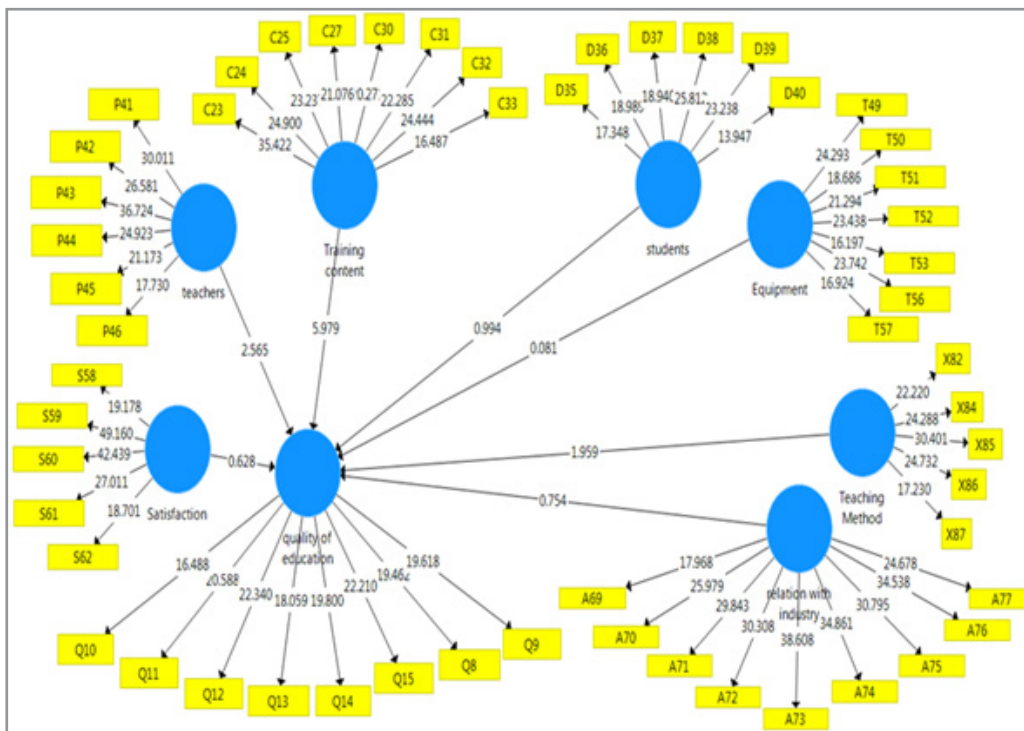 C25
C27
C30
C31
C24
C32
C23
C33
23.23
21.076
0.27
22.285
24.900
24.444
35.422
16.487
Training
content
5.979
D37
D38
D36
D39
D35
D40
18.985
18.940
25.812
23.238
17.348
13.947
students
0.994
P41
P42
P43
P44
P45
P46
30.011
26.581
36.724
24.923
21.173
17.730
teachers
2.565
T49
T50
T51
T52
T53
T56
T57
24.293
18.686
21.294
23.438
16.197
23.742
16.924
Equipment
0.081
S58
S59
S60
S61
S62
19.178
49.160
42.439
27.011
18.701
Satisfaction
0.628
X82
X84
X85
X86
X87
22.220
24.288
30.401
24.732
17.230
Teaching
Method
1.959
0.754
quality of
education
16.488
20.588
22.340
18.059
19.800
22.210
19.462
19.618
Q10
Q11
Q12
Q13
Q14
Q15
Q8
Q9
relation with
industry
17.968
25.979
29.843
30.308
38.608
34.861
30.795
34.538
24.678
A69
A70
A71
A72
A73
A74
A75
A76
A77